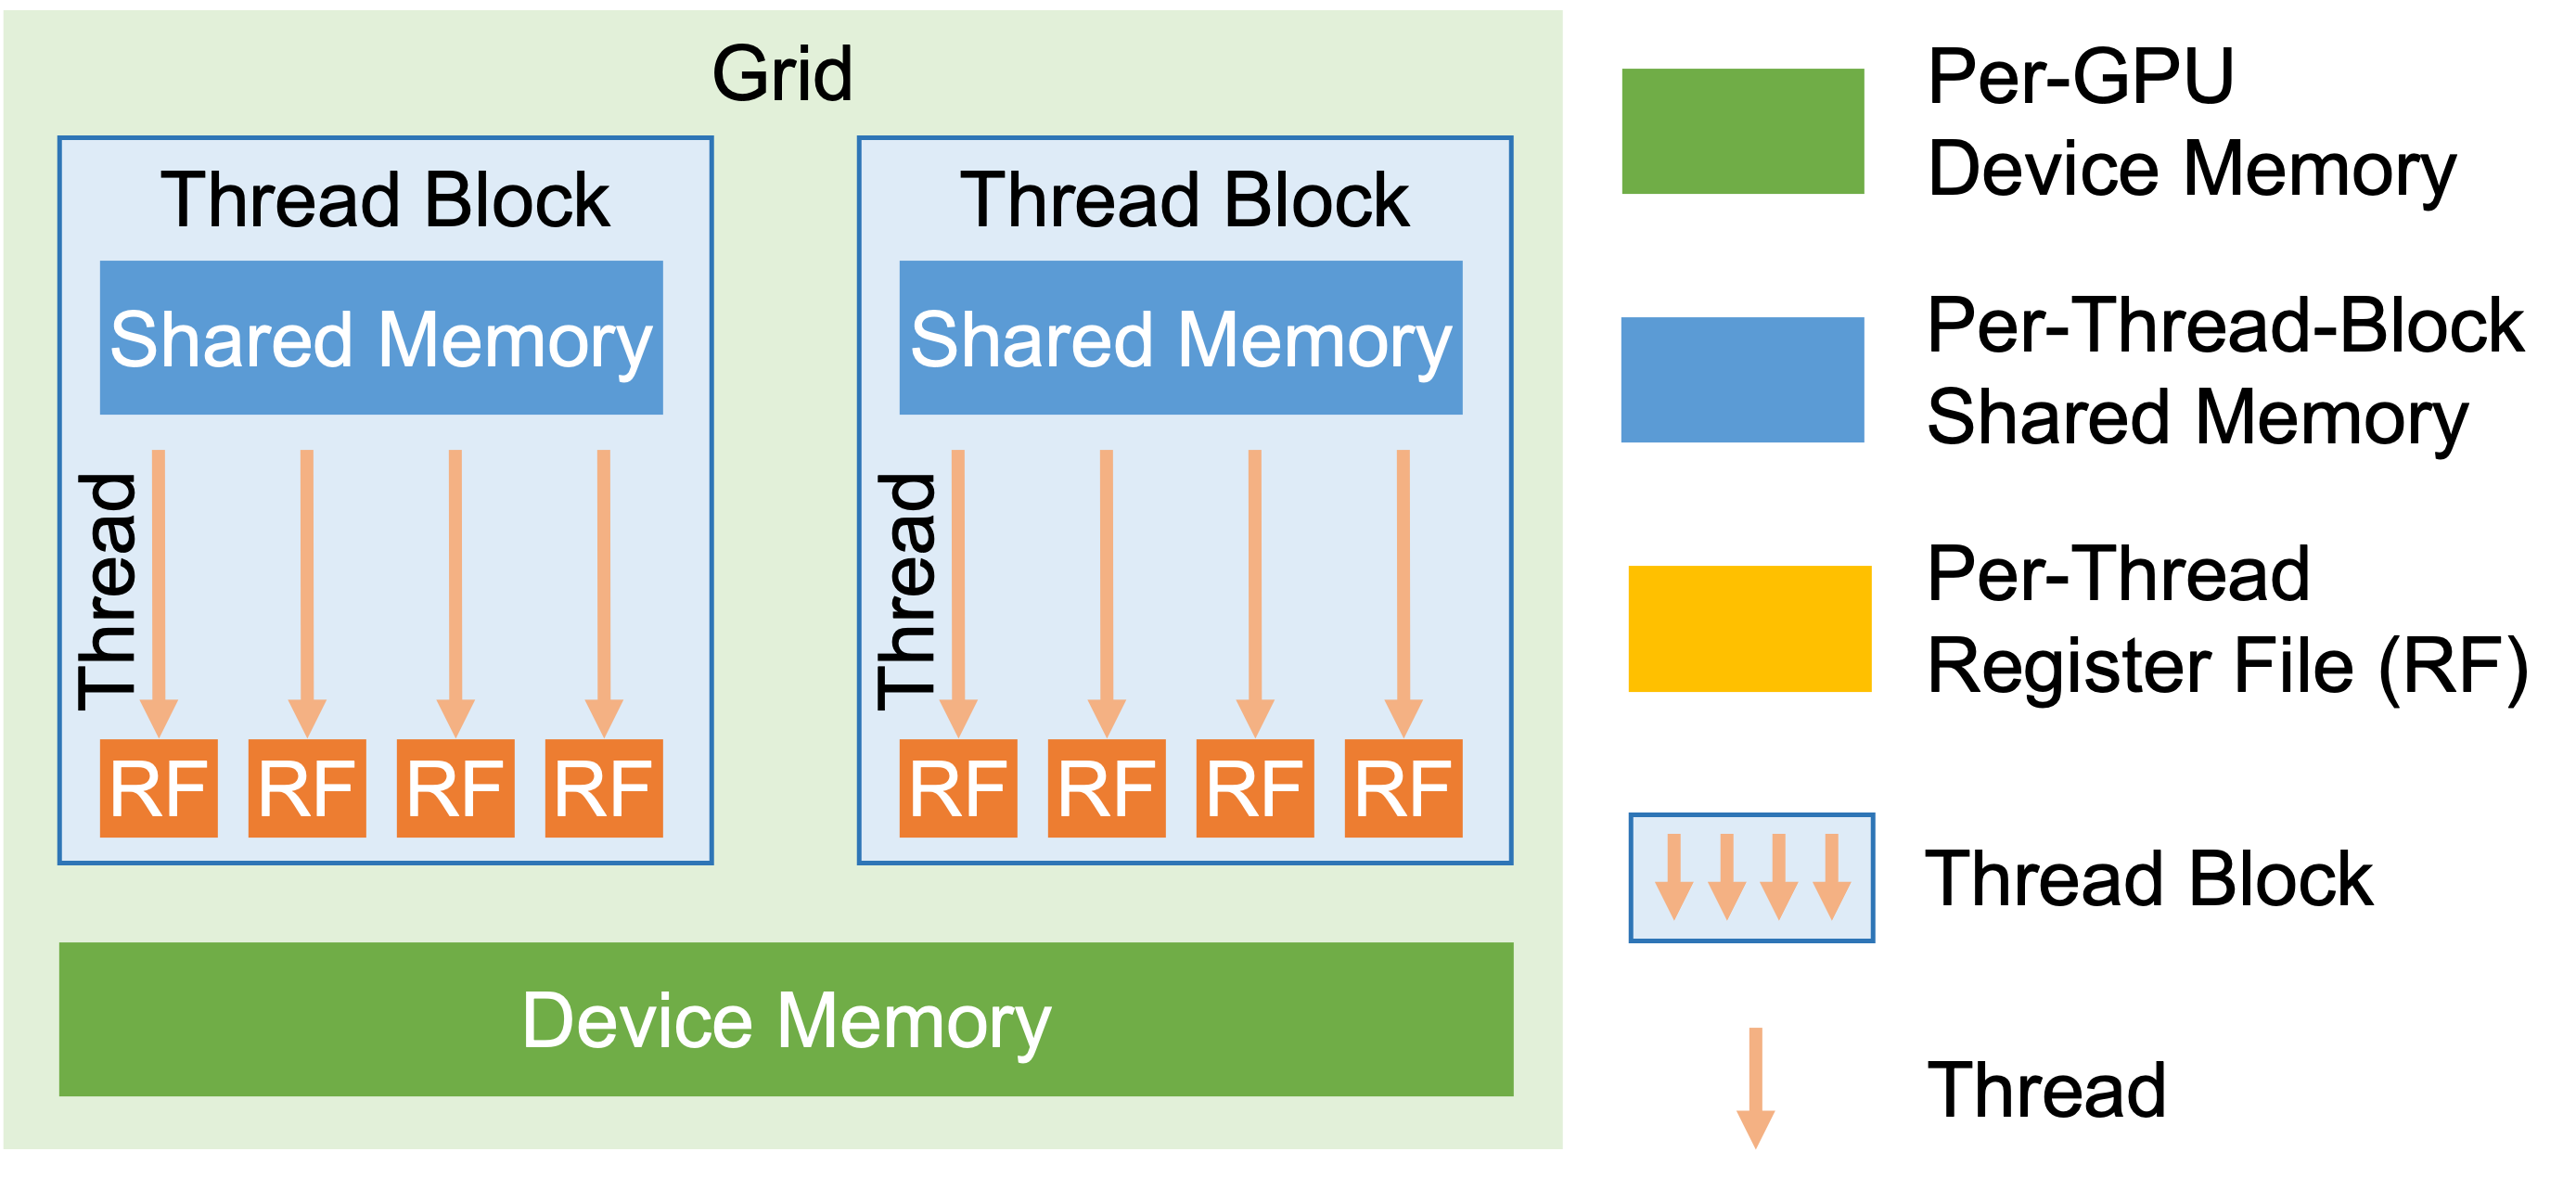 Grid
Thread Block
Shared Memory
Thread
RF RF RF RF
Thread Block
Shared Memory
Thread
RF RF RF RF
Device Memory
Per-GPU
Device Memory
Per-Thread-Block
Shared Memory
Per-Thread
Register File (RF)
Thread Block
Thread